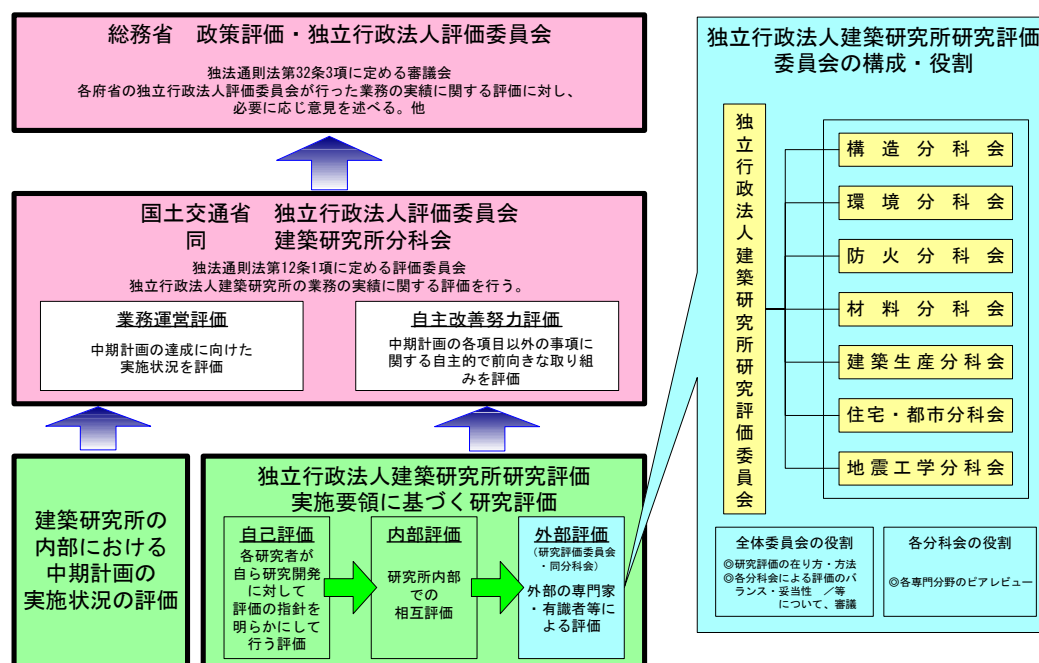 総務省　政策評価・独立行政法人評価委員会
独法通則法第32条3項に定める審議会
各府省の独立行政法人評価委員会が行った業務の実績に関する評価に対し、
必要に応じ意見を述べる。他
国土交通省　独立行政法人評価委員会
同　　　建築研究所分科会
独法通則法第12条1項に定める評価委員会
独立行政法人建築研究所の業務の実績に関する評価を行う。
業務運営評価
中期計画の達成に向けた
実施状況を評価
自主改善努力評価
中期計画の各項目以外の事項に
関する自主的で前向きな取り組
みを評価
建築研究所の
内部における
中期計画の
実施状況の評価
独立行政法人建築研究所研究評価
実施要領に基づく研究評価
自己評価
各研究者が
自ら研究開発
に対して
評価の指針を
明らかにして
行う評価
内部評価
研究所内部
での
相互評価
外部評価
（研究評価委員会
・同分科会）
外部の専門家
・有識者等に
よる評価
独立行政法人建築研究所研究評価
委員会の構成・役割
独立行政法人建築研究所研究評価委員会
構造分科会
環境分科会
防火分科会
材料分科会
建築生産分科会
住宅・都市分科会
地震工学分科会
全体委員会の役割
◎研究評価の在り方・方法
◎各分科会による評価のバ
ランス・妥当性　／等
について、審議
各分科会の役割
◎各専門分野のピアレビュー